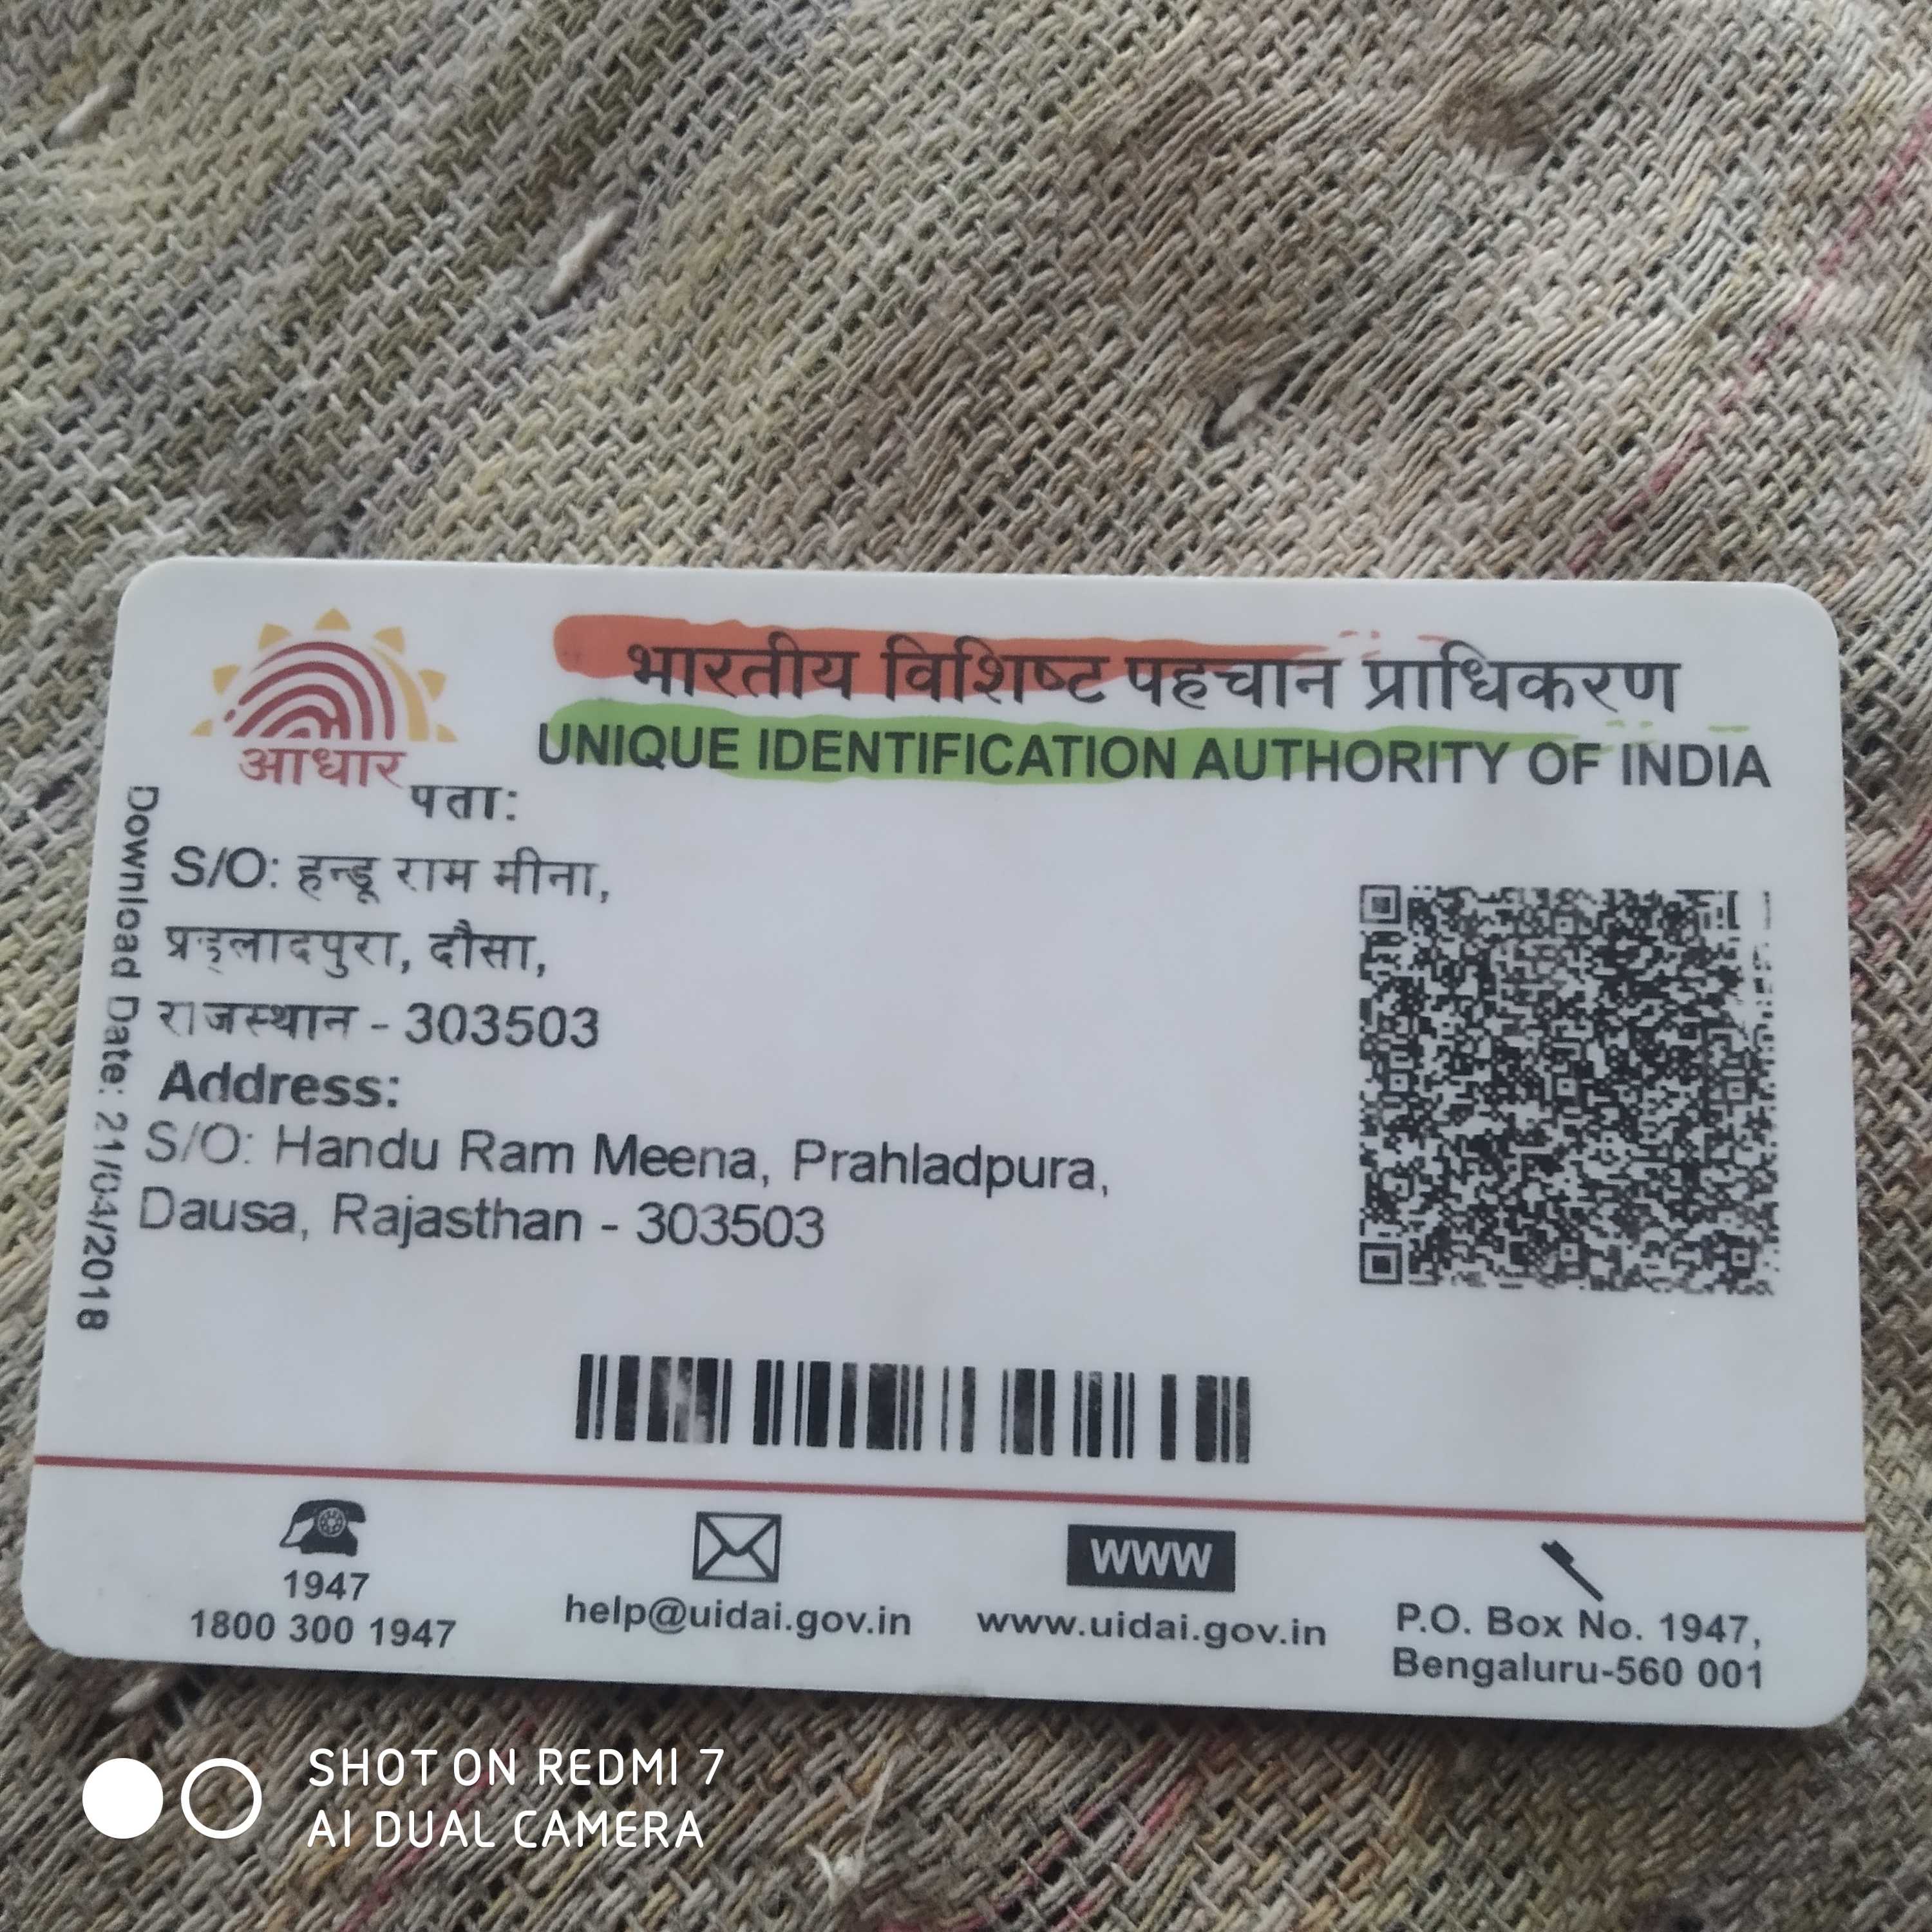 भारतीय विशिष्ट पहचान प्राधिकरण
UNIQUE IDENTIFICATION AUTHORITY OF INDIA
आधार
पता:
S/O: हन्डू राम मीना,
प्रह्लादपुरा, दौसा,
राजस्थान - 303503
Address:
S/O: Handu Ram Meena, Prahladpura,
Dausa, Rajasthan - 303503
Download Date: 21/04/2018
1947
1800 300 1947
help@uidai.gov.in
WWW
www.uidai.gov.in
P.O. Box No. 1947,
Bengaluru-560 001
SHOT ON REDMI 7
AI DUAL CAMERA